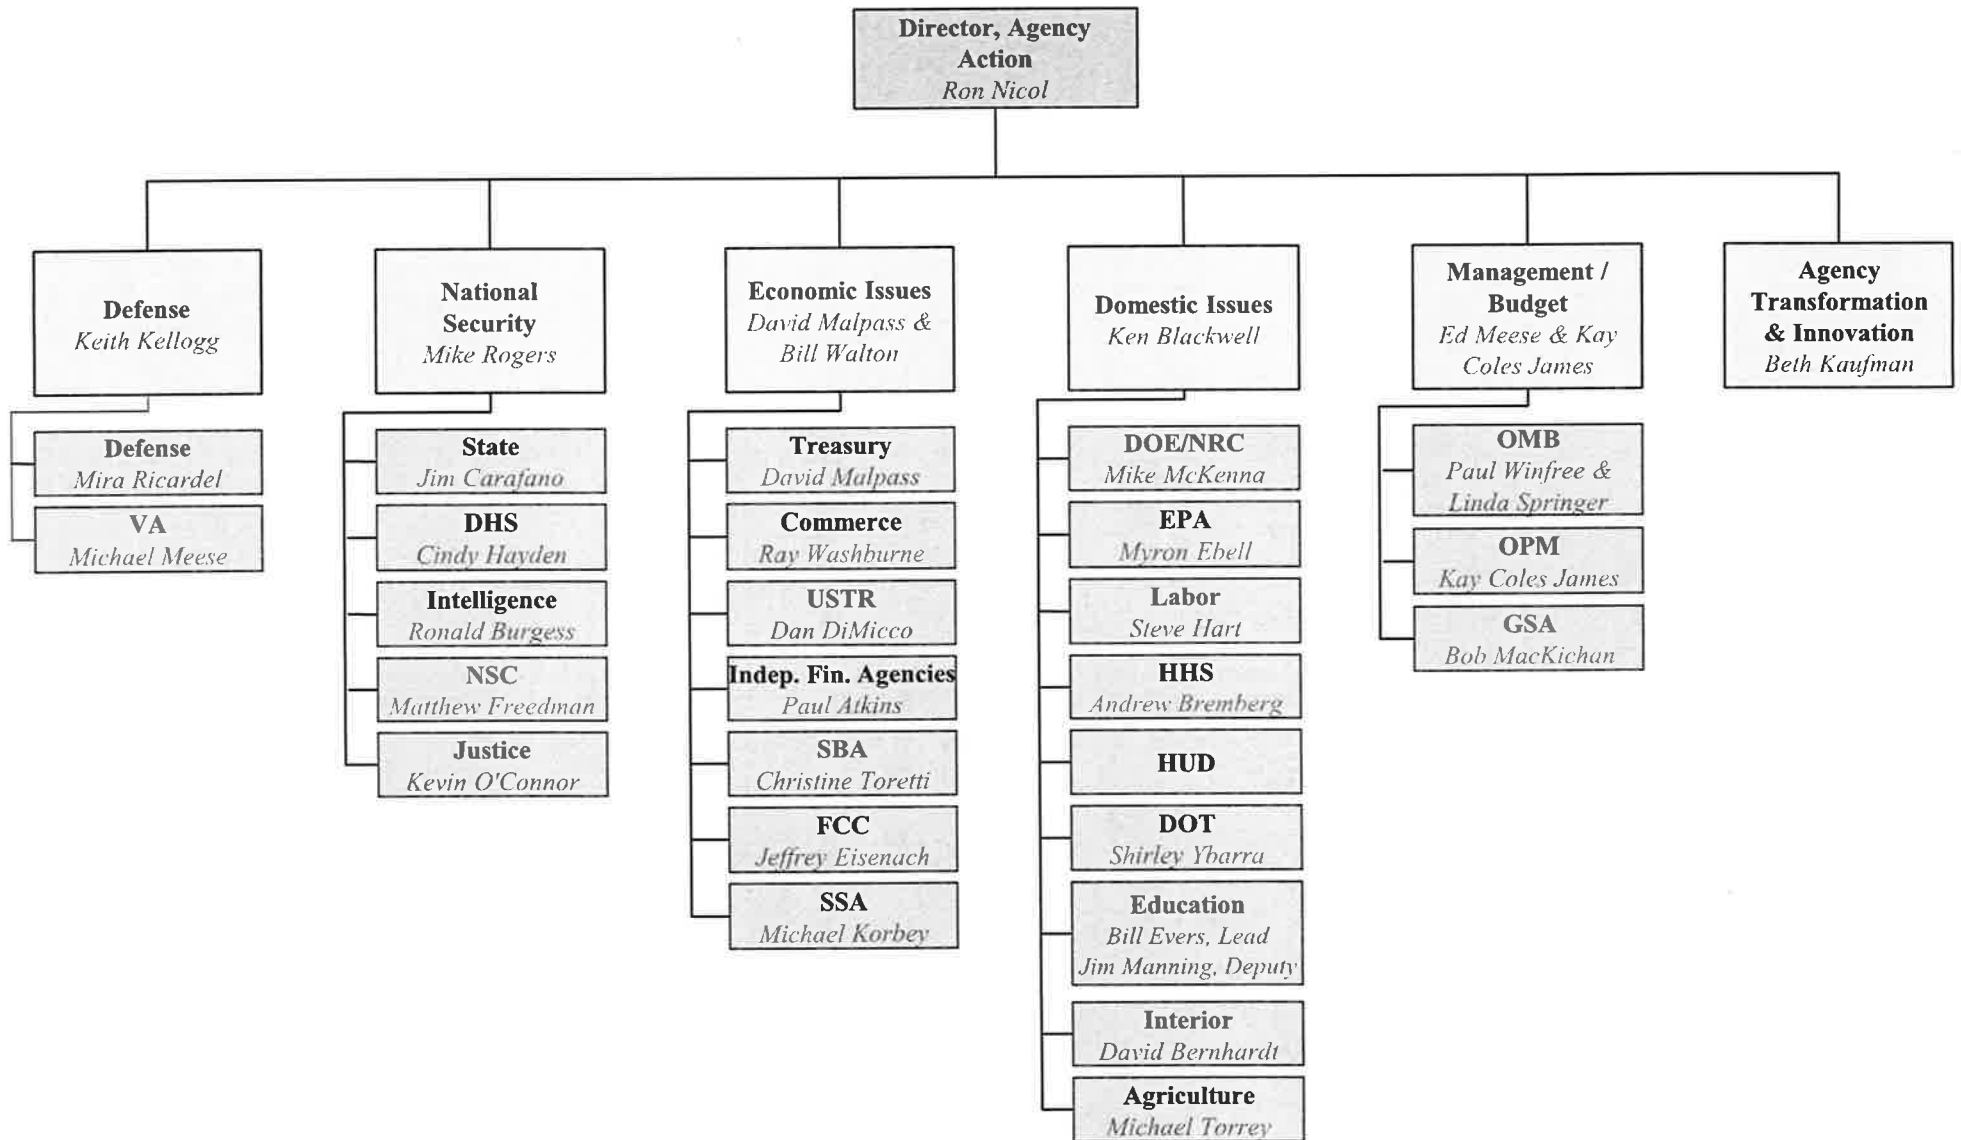 Director, Agency
Action
Ron Nicol
Defense
Keith Kellogg
Defense
Mira Ricardel
VA
Michael Meese
National
Security
Mike Rogers
State
Jim Carafano
DHS
Cindy Hayden
Intelligence
Ronald Burgess
NSC
Matthew Freedman
Justice
Kevin O'Connor
Economic Issues
David Malpass &
Bill Walton
Treasury
David Malpass
Commerce
Ray Washburne
USTR
Dan DiMicco
Indep. Fin. Agencies
Paul Atkins
SBA
Christine Toretti
FCC
Jeffrey Eisenach
SSA
Michael Korbey
Domestic Issues
Ken Blackwell
DOE/NRC
Mike McKenna
EPA
Myron Ebell
Labor
Steve Hart
HHS
Andrew Bremberg
HUD
DOT
Shirley Ybarra
Education
Bill Evers, Lead
Jim Manning, Deputy
Interior
David Bernhardt
Agriculture
Michael Torrey
Management /
Budget
Ed Meese & Kay
Coles James
OMB
Paul Winfree &
Linda Springer
OPM
Kay Coles James
GSA
Bob MacKichan
Agency
Transformation
& Innovation
Beth Kaufman